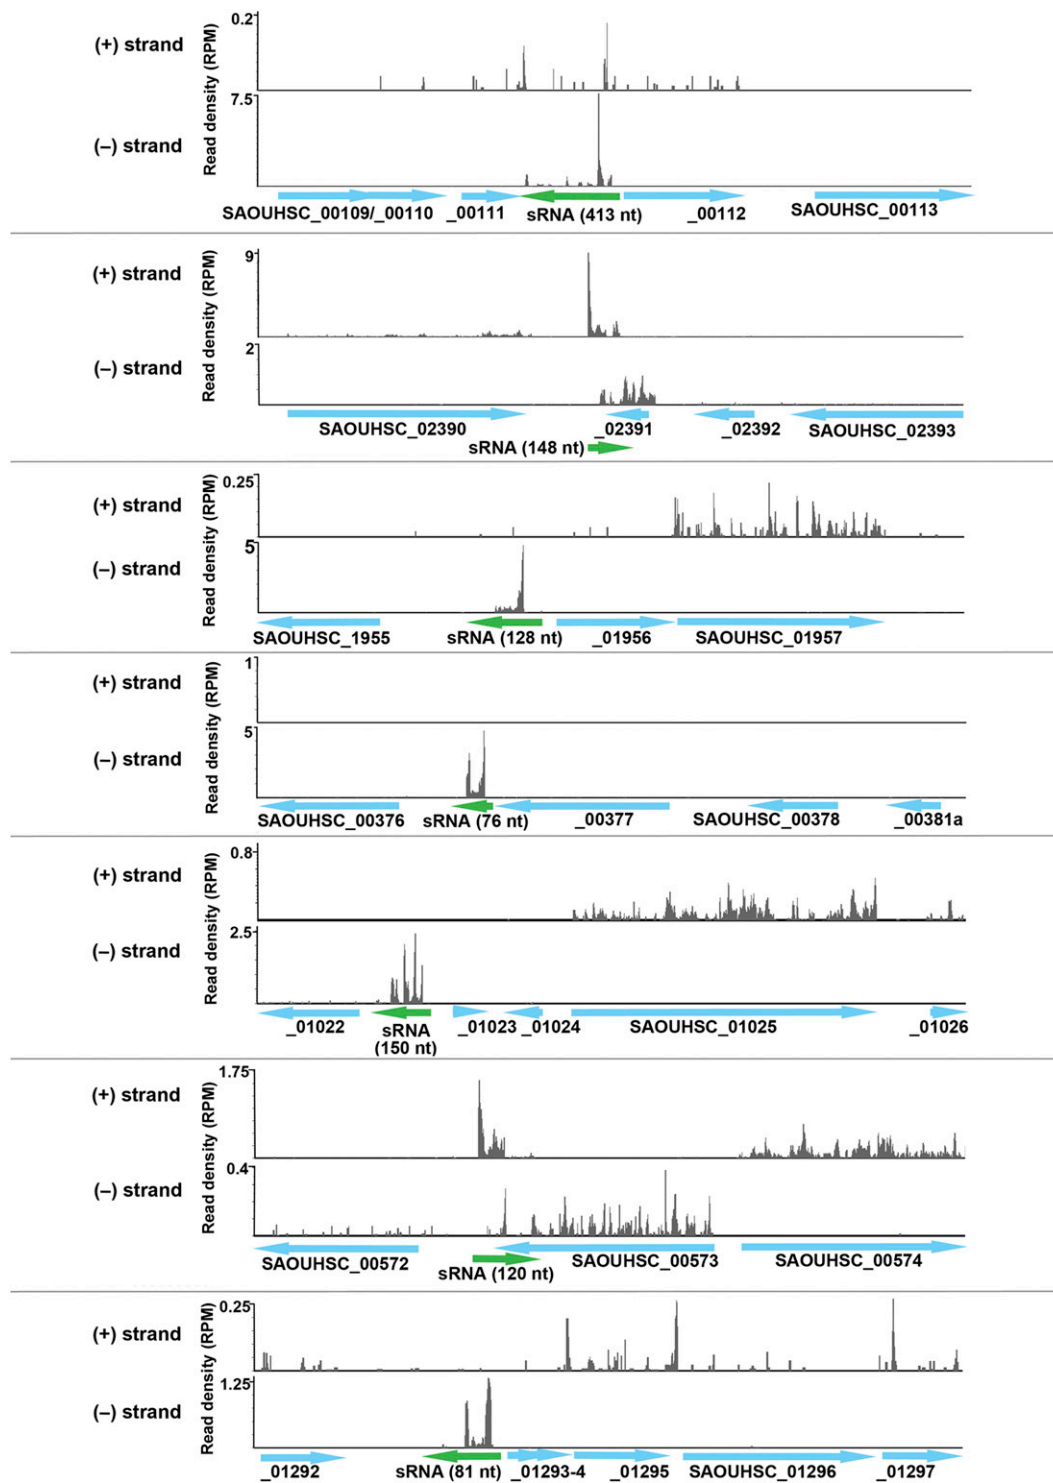 0.2
(+) strand
Read density (RPM)
7.5
(−) strand
SAOUHSC_00109/_00110 _00111 sRNA (413 nt) _00112 SAOUHSC_00113
9
(+) strand
Read density (RPM)
2
(−) strand
SAOUHSC_02390 _02391 _02392 SAOUHSC_02393
sRNA (148 nt)
0.25
(+) strand
Read density (RPM)
5
(−) strand
SAOUHSC_1955 sRNA (128 nt) _01956 SAOUHSC_01957
1
(+) strand
Read density (RPM)
5
(−) strand
SAOUHSC_00376 sRNA (76 nt) _00377 SAOUHSC_00378 _00381a
0.8
(+) strand
Read density (RPM)
2.5
(−) strand
_01022 sRNA _01023 _01024 SAOUHSC_01025 _01026
(150 nt)
1.75
(+) strand
Read density (RPM)
0.4
(−) strand
SAOUHSC_00572 SAOUHSC_00573 SAOUHSC_00574
sRNA (120 nt)
0.25
(+) strand
Read density (RPM)
1.25
(−) strand
_01292 sRNA (81 nt) _01293-4 _01295 SAOUHSC_01296 _01297